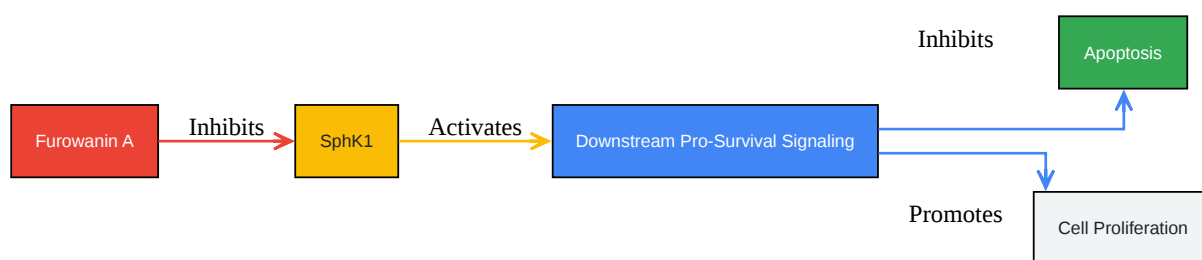 Inhibits
Apoptosis
Furowanin A
Inhibits
SphK1
Activates
Downstream Pro-Survival Signaling
Promotes
Cell Proliferation